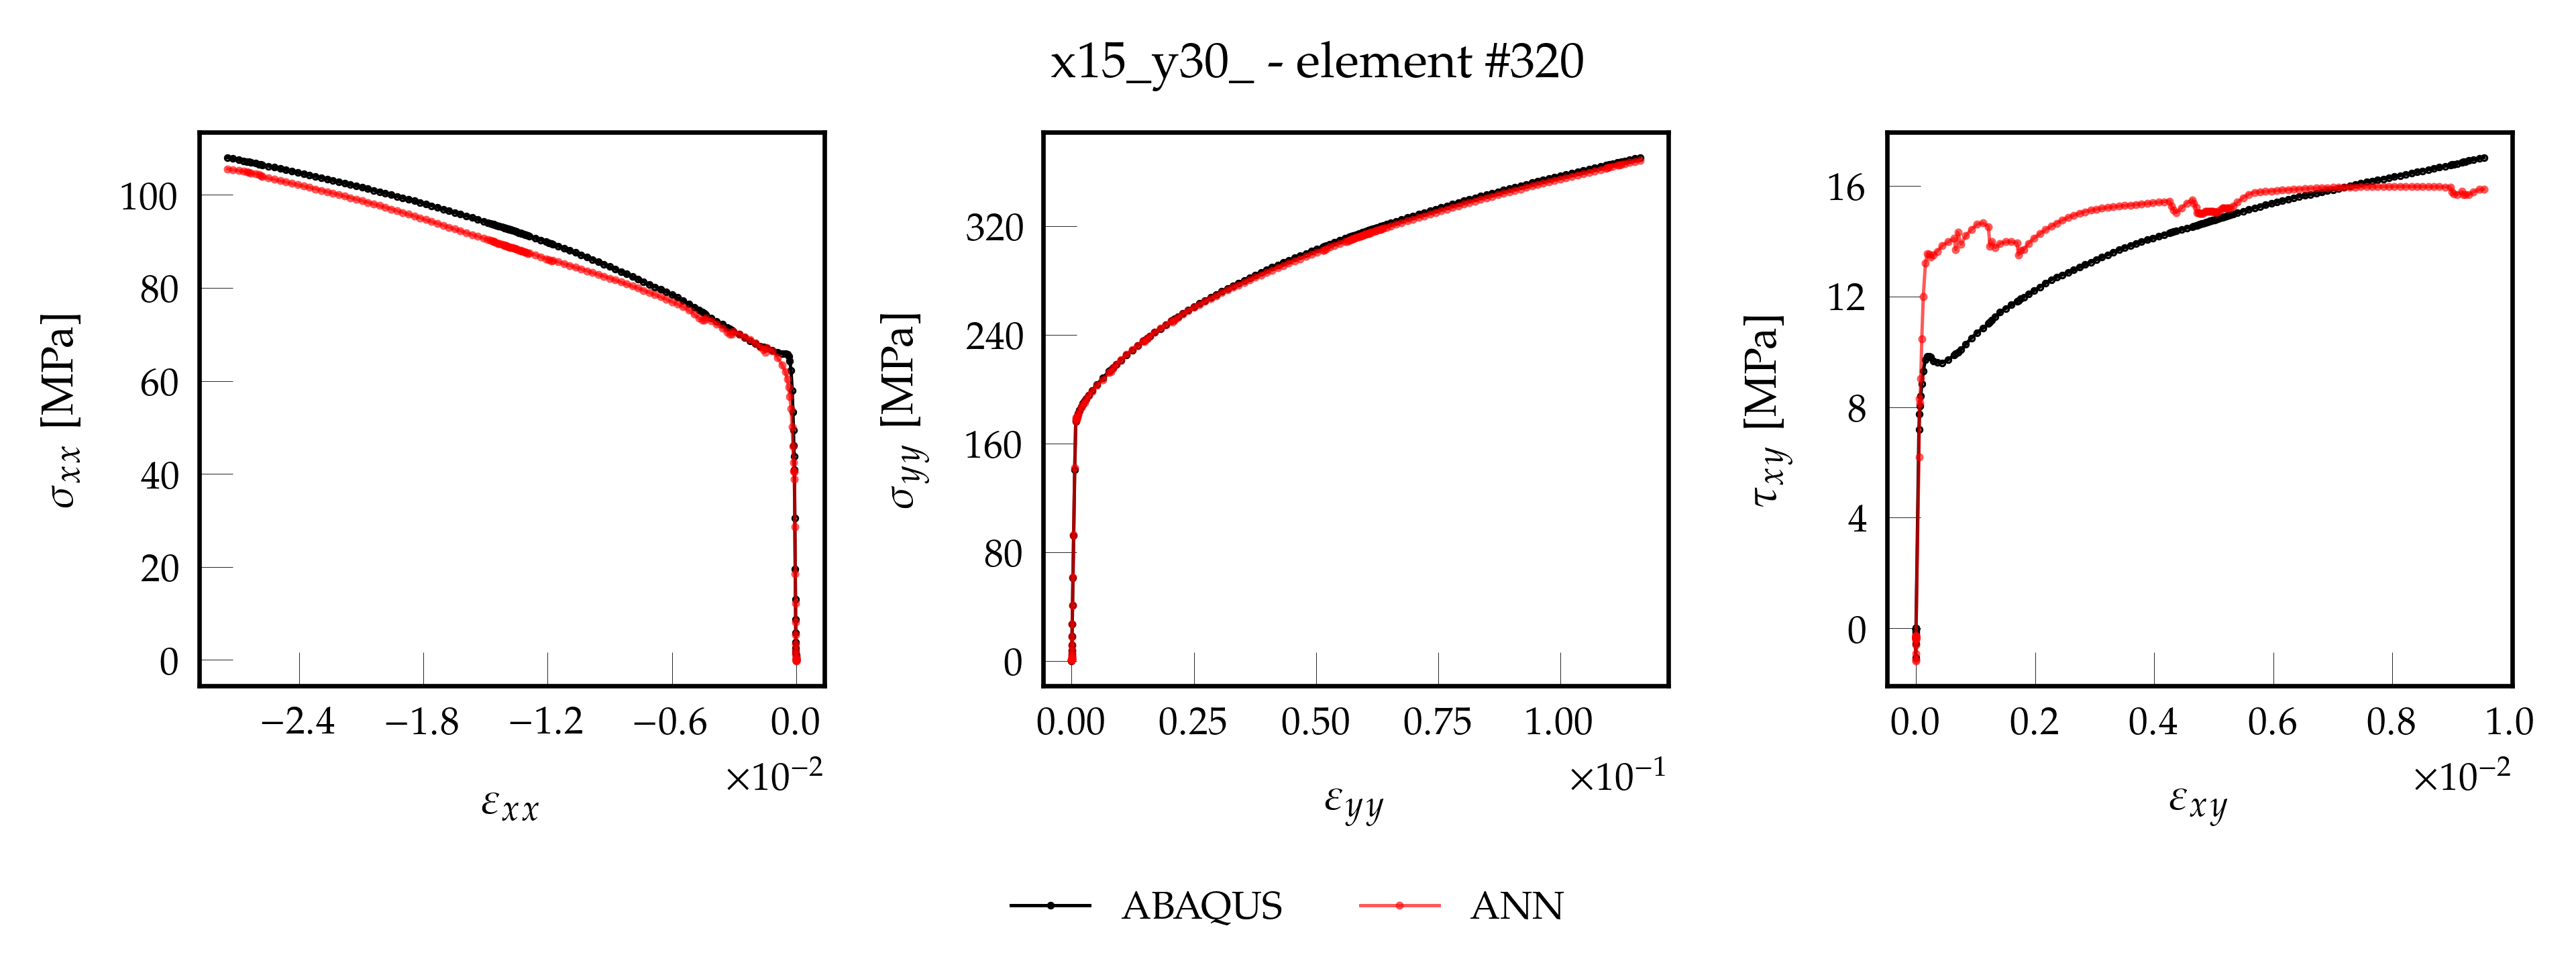 x15_y30_ - element #320
σxx [MPa]
100
80
60
40
20
0
−2.4 −1.8 −1.2 −0.6 0.0
×10−2
εxx
σyy [MPa]
320
240
160
80
0
0.00 0.25 0.50 0.75 1.00
×10−1
εyy
τxy [MPa]
16
12
8
4
0
0.0 0.2 0.4 0.6 0.8 1.0
×10−2
εxy
ABAQUS ANN